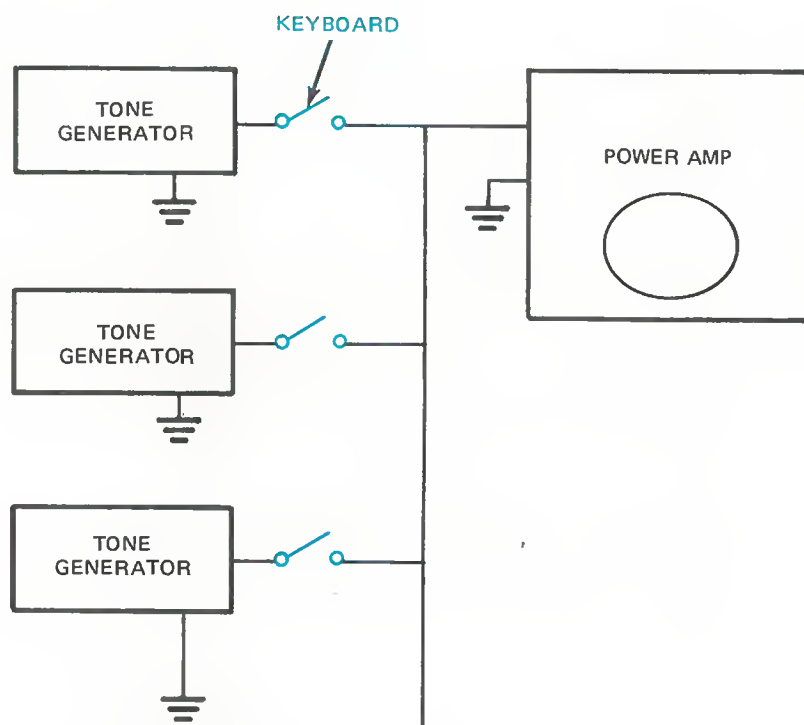 KEYBOARD
TONE
GENERATOR
POWER AMP
TONE
GENERATOR
TONE
GENERATOR